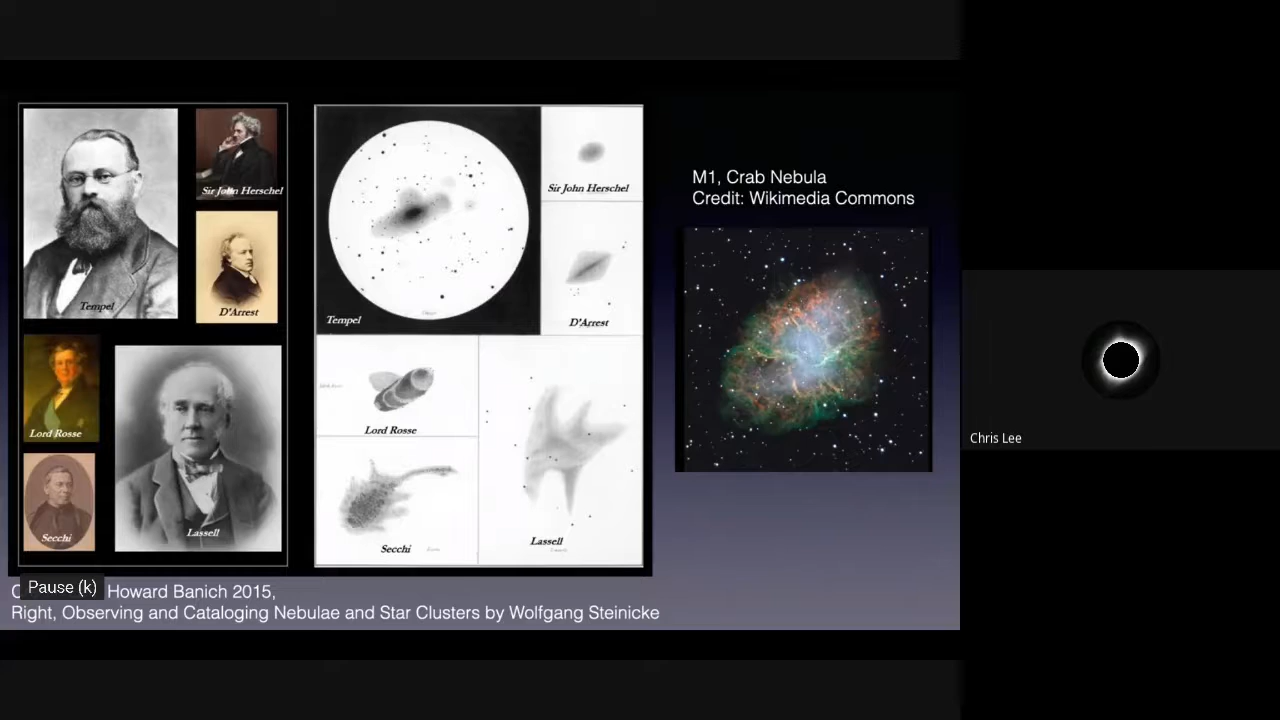 Tempel
Sir John Herschel
D'Arrest
Lord Rosse
Secchi
Lassell
Tempel
Sir John Herschel
D'Arrest
Lord Rosse
Secchi
Lassell
M1, Crab Nebula
Credit: Wikimedia Commons
Chris Lee
Pause (k)
Howard Banich 2015,
Right, Observing and Cataloging Nebulae and Star Clusters by Wolfgang Steinicke